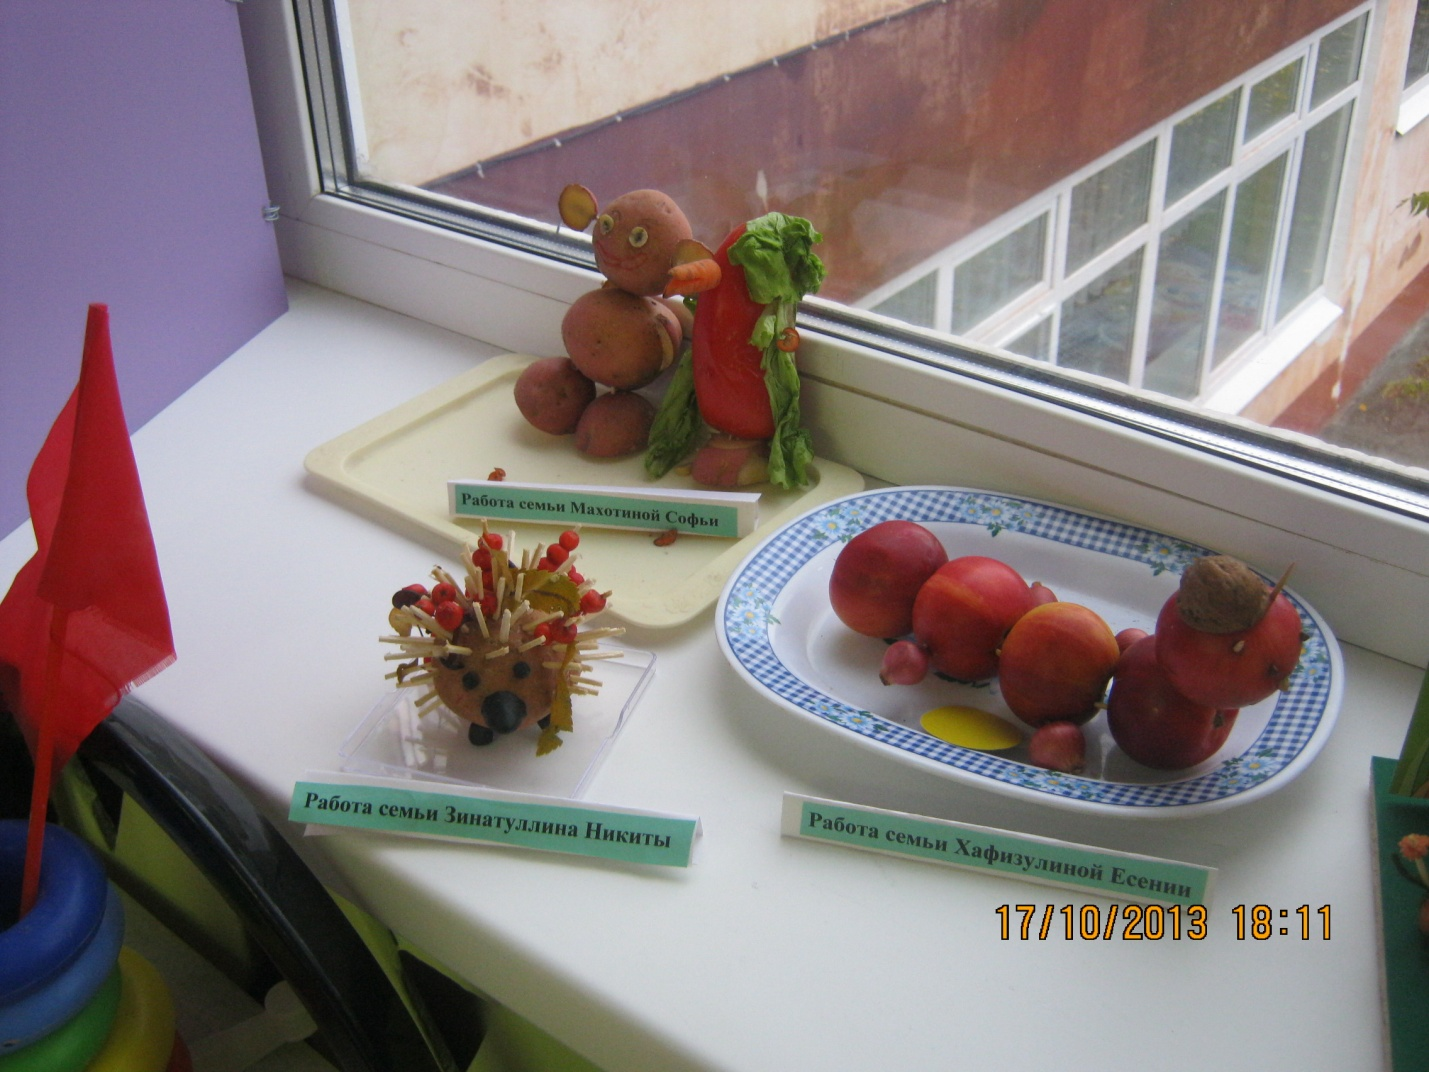 Работа семьи Махотиной Софьи
Работа семьи Зинатуллина Никиты
Работа семьи Хафизулиной Есении
17/10/2013 18:11